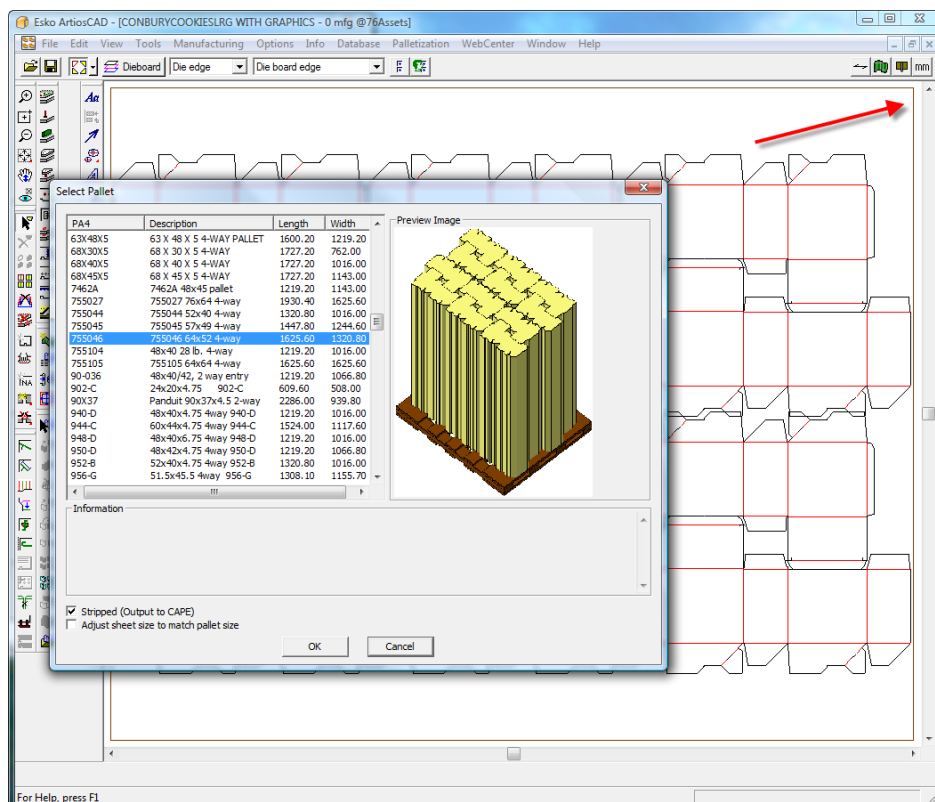 Esko ArtiosCAD - [CONBURYCOOKIESLRG WITH GRAPHICS - 0 mfg @76Assets]
File Edit View Tools Manufacturing Options Info Database Palletization WebCenter Window Help
Dieboard Die edge Die board edge mm
Aa
Select Pallet
PA4 Description Length Width
63X48X5 63 X 48 X 5 4-WAY PALLET 1600.20 1219.20
68X30X5 68 X 30 X 5 4-WAY 1727.20 762.00
68X40X5 68 X 40 X 5 4-WAY 1727.20 1016.00
68X45X5 68 X 45 X 5 4-WAY 1727.20 1143.00
7462A 7462A 48x45 pallet 1219.20 1143.00
755027 755027 76x64 4-way 1930.40 1625.60
755044 755044 52x40 4-way 1320.80 1016.00
755045 755045 57x49 4-way 1447.80 1244.60
755046 755046 64x52 4-way 1625.60 1320.80
755104 48x40 28 lb. 4-way 1219.20 1016.00
755105 755105 64x64 4-way 1625.60 1625.60
90-036 48x40/42, 2 way entry 1219.20 1066.80
902-C 24x20x4.75 902-C 609.60 508.00
90X37 Panduit 90x37x4.5 2-way 2286.00 939.80
940-D 48x40x4.75 4way 940-D 1219.20 1016.00
944-C 60x44x4.75 4way 944-C 1524.00 1117.60
948-D 48x40x6.75 4way 948-D 1219.20 1016.00
950-D 48x42x4.75 4way 950-D 1219.20 1066.80
952-B 52x40x4.75 4way 952-B 1320.80 1016.00
956-G 51.5x45.5 4way 956-G 1308.10 1155.70
Preview Image
Information
Stripped (Output to CAPE)
Adjust sheet size to match pallet size
OK Cancel
For Help, press F1